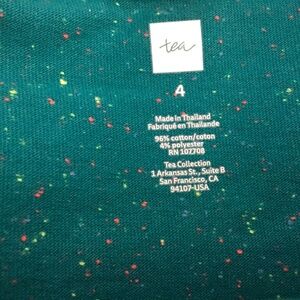 tea
4
Made in Thailand
Fabriqué en Thailande
96% cotton/coton
4% polyester
RN 107708
Tea Collection
1 Arkansas St., Suite B
San Francisco, CA
94107-USA